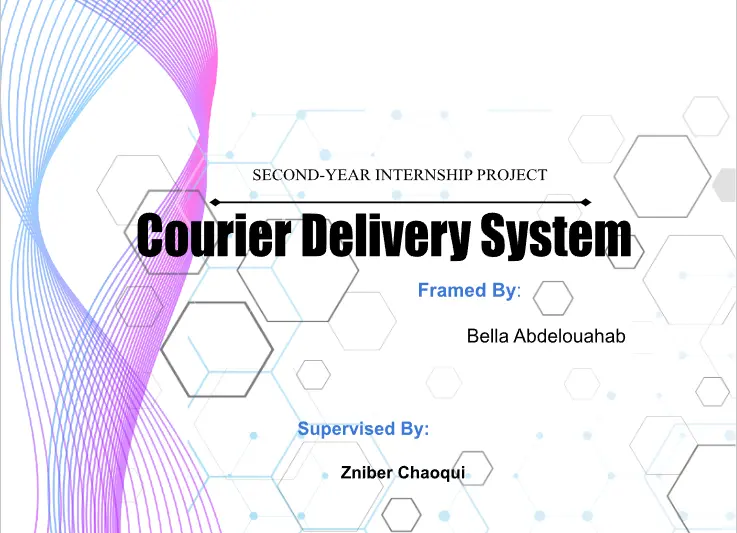 SECOND-YEAR INTERNSHIP PROJECT
Courier Delivery System
Framed By:
Bella Abdelouahab
Supervised By:
Zniber Chaoqui